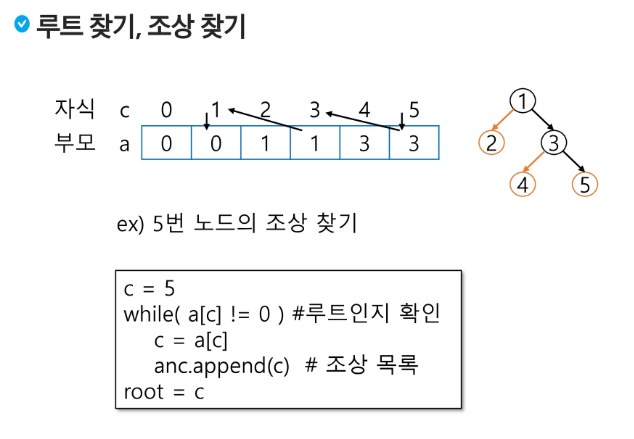 루트 찾기, 조상 찾기
자식 c 0 1 2 3 4 5
부모 a 0 0 1 1 3 3
1
2 3
4 5
ex) 5번 노드의 조상 찾기
c = 5
while( a[c] != 0 ) #루트인지 확인
c = a[c]
anc.append(c) # 조상 목록
root = c